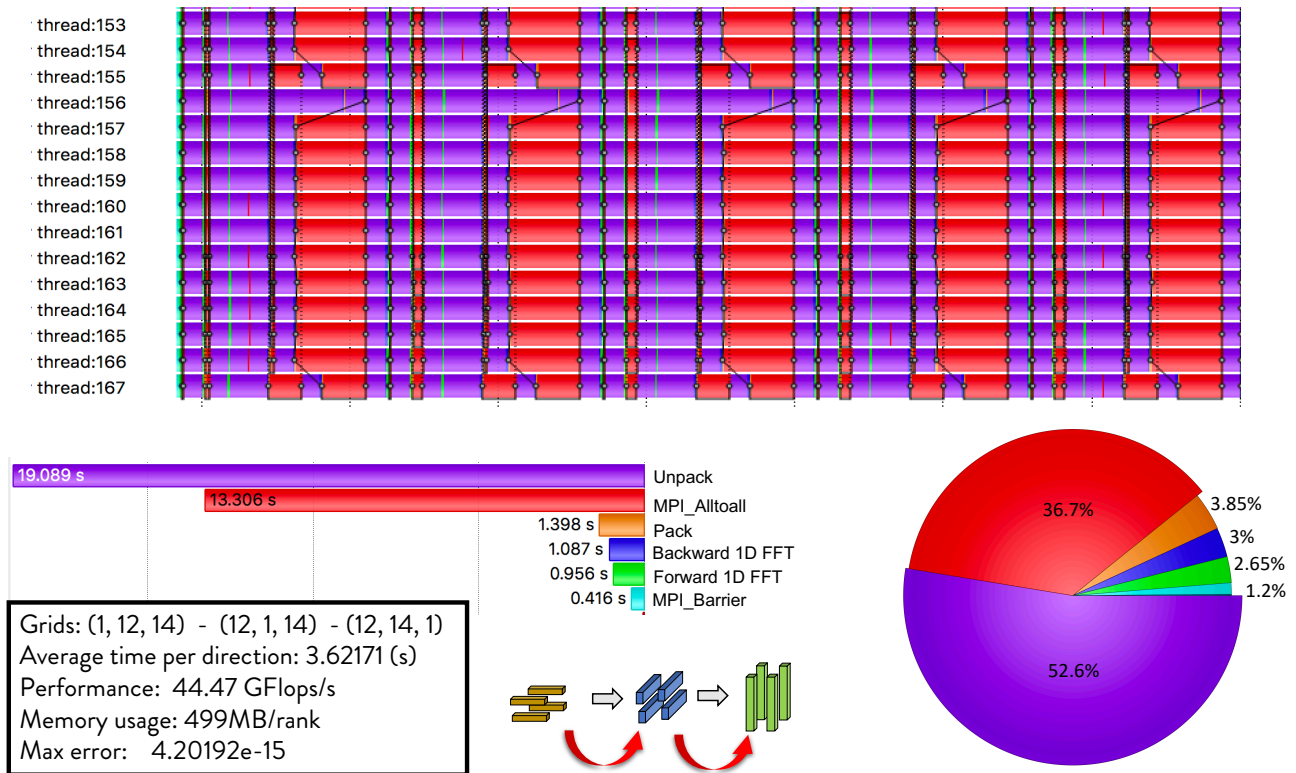 thread:153
thread:154
thread:155
thread:156
thread:157
thread:158
thread:159
thread:160
thread:161
thread:162
thread:163
thread:164
thread:165
thread:166
thread:167
19.089 s Unpack
13.306 s MPI_Alltoall
1.398 s Pack
1.087 s Backward 1D FFT
0.956 s Forward 1D FFT
0.416 s MPI_Barrier
36.7%
3.85%
3%
2.65%
1.2%
52.6%
Grids: (1, 12, 14) - (12, 1, 14) - (12, 14, 1)
Average time per direction: 3.62171 (s)
Performance: 44.47 GFlops/s
Memory usage: 499MB/rank
Max error: 4.20192e-15